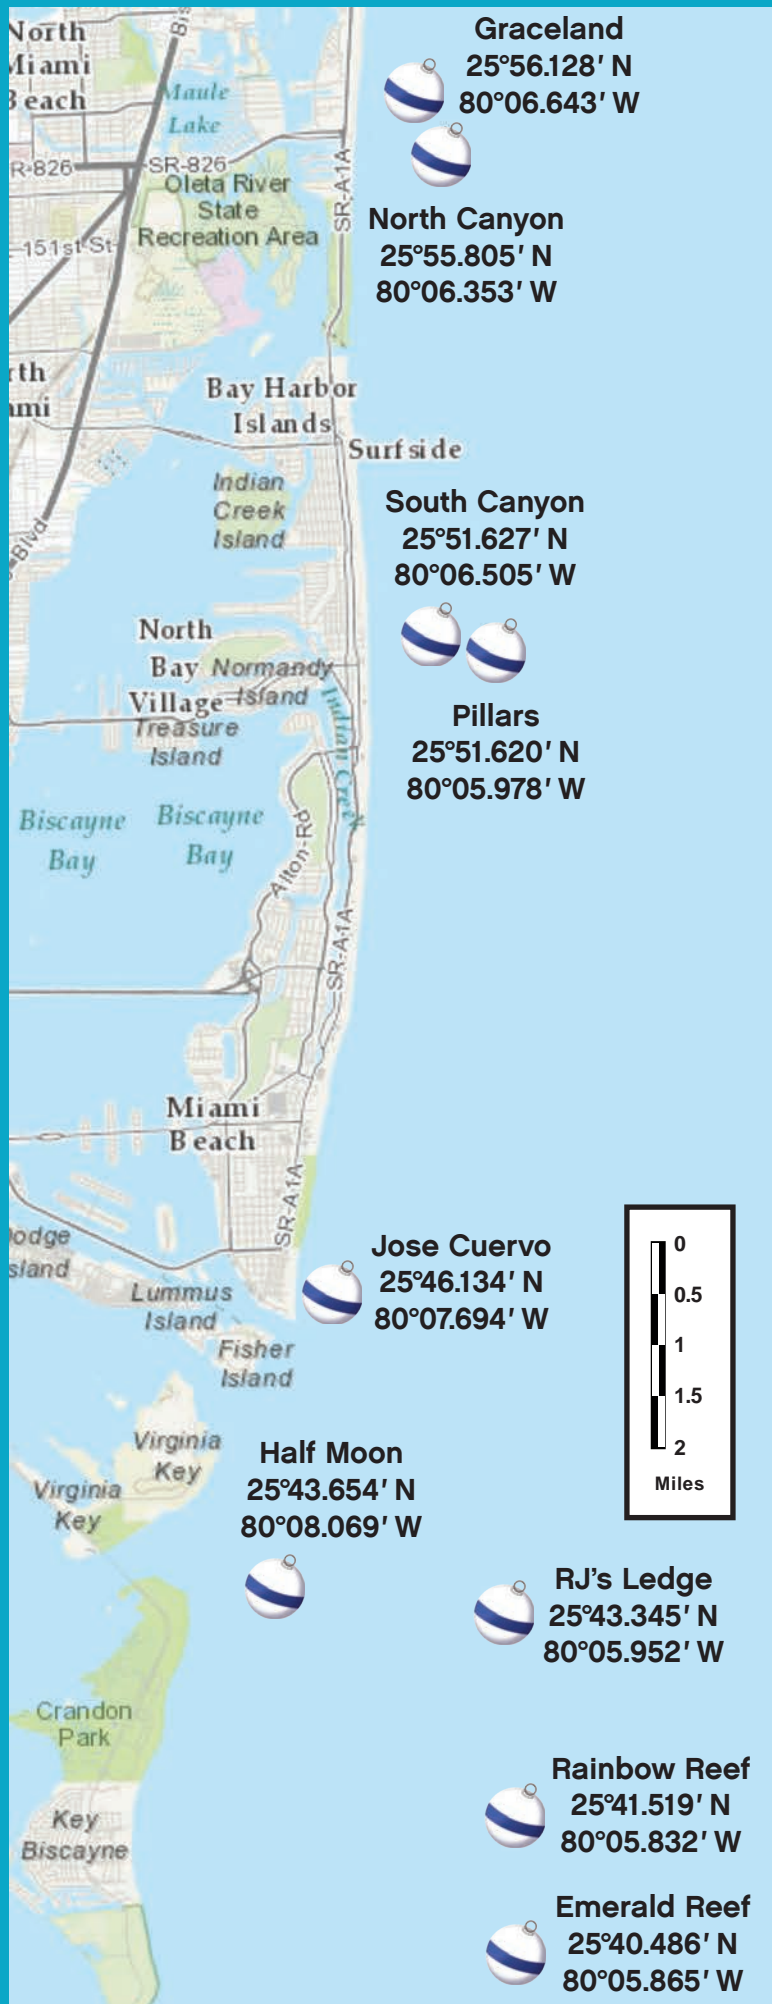 North
Miami
Beach
Bis
Maule
Lake
Graceland
25°56.128′ N
80°06.643′ W
R-826
SR-826
SR-A1A
Oleta River
State
Recreation Area
151st St
North Canyon
25°55.805′ N
80°06.353′ W
rth
ami
Bay Harbor
Islands
Surfside
Indian
Creek
Island
Blvd
South Canyon
25°51.627′ N
80°06.505′ W
North
Bay
Village
Normandy
Island
Treasure
Island
Indian Creek
Pillars
25°51.620′ N
80°05.978′ W
Biscayne
Bay
Biscayne
Bay
Alton-Rd
SR-A1A
Miami
Beach
SR-A1A
odge
sland
Lummus
Island
Fisher
Island
Jose Cuervo
25°46.134′ N
80°07.694′ W
0
0.5
1
1.5
2
Miles
Virginia
Key
Virginia
Key
Half Moon
25°43.654′ N
80°08.069′ W
RJ's Ledge
25°43.345′ N
80°05.952′ W
Crandon
Park
Rainbow Reef
25°41.519′ N
80°05.832′ W
Key
Biscayne
Emerald Reef
25°40.486′ N
80°05.865′ W